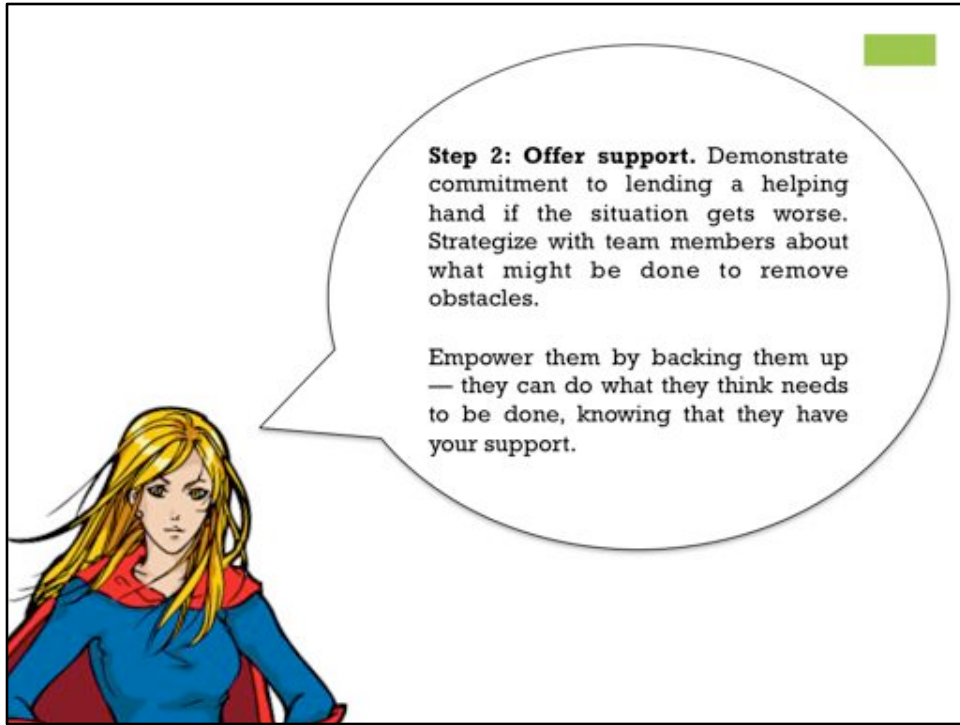 Step 2: Offer support. Demonstrate
commitment to lending a helping
hand if the situation gets worse.
Strategize with team members about
what might be done to remove
obstacles.
Empower them by backing them up
— they can do what they think needs
to be done, knowing that they have
your support.